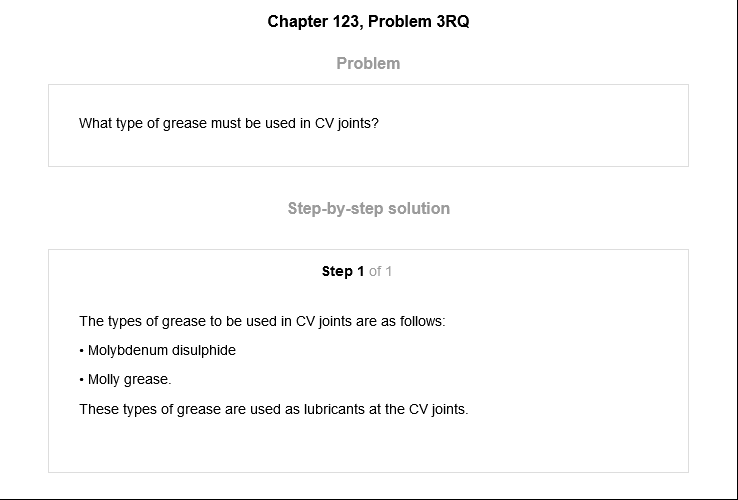 Chapter 123, Problem 3RQ
Problem
What type of grease must be used in CV joints?
Step-by-step solution
Step 1 of 1
The types of grease to be used in CV joints are as follows:
• Molybdenum disulphide
• Molly grease.
These types of grease are used as lubricants at the CV joints.